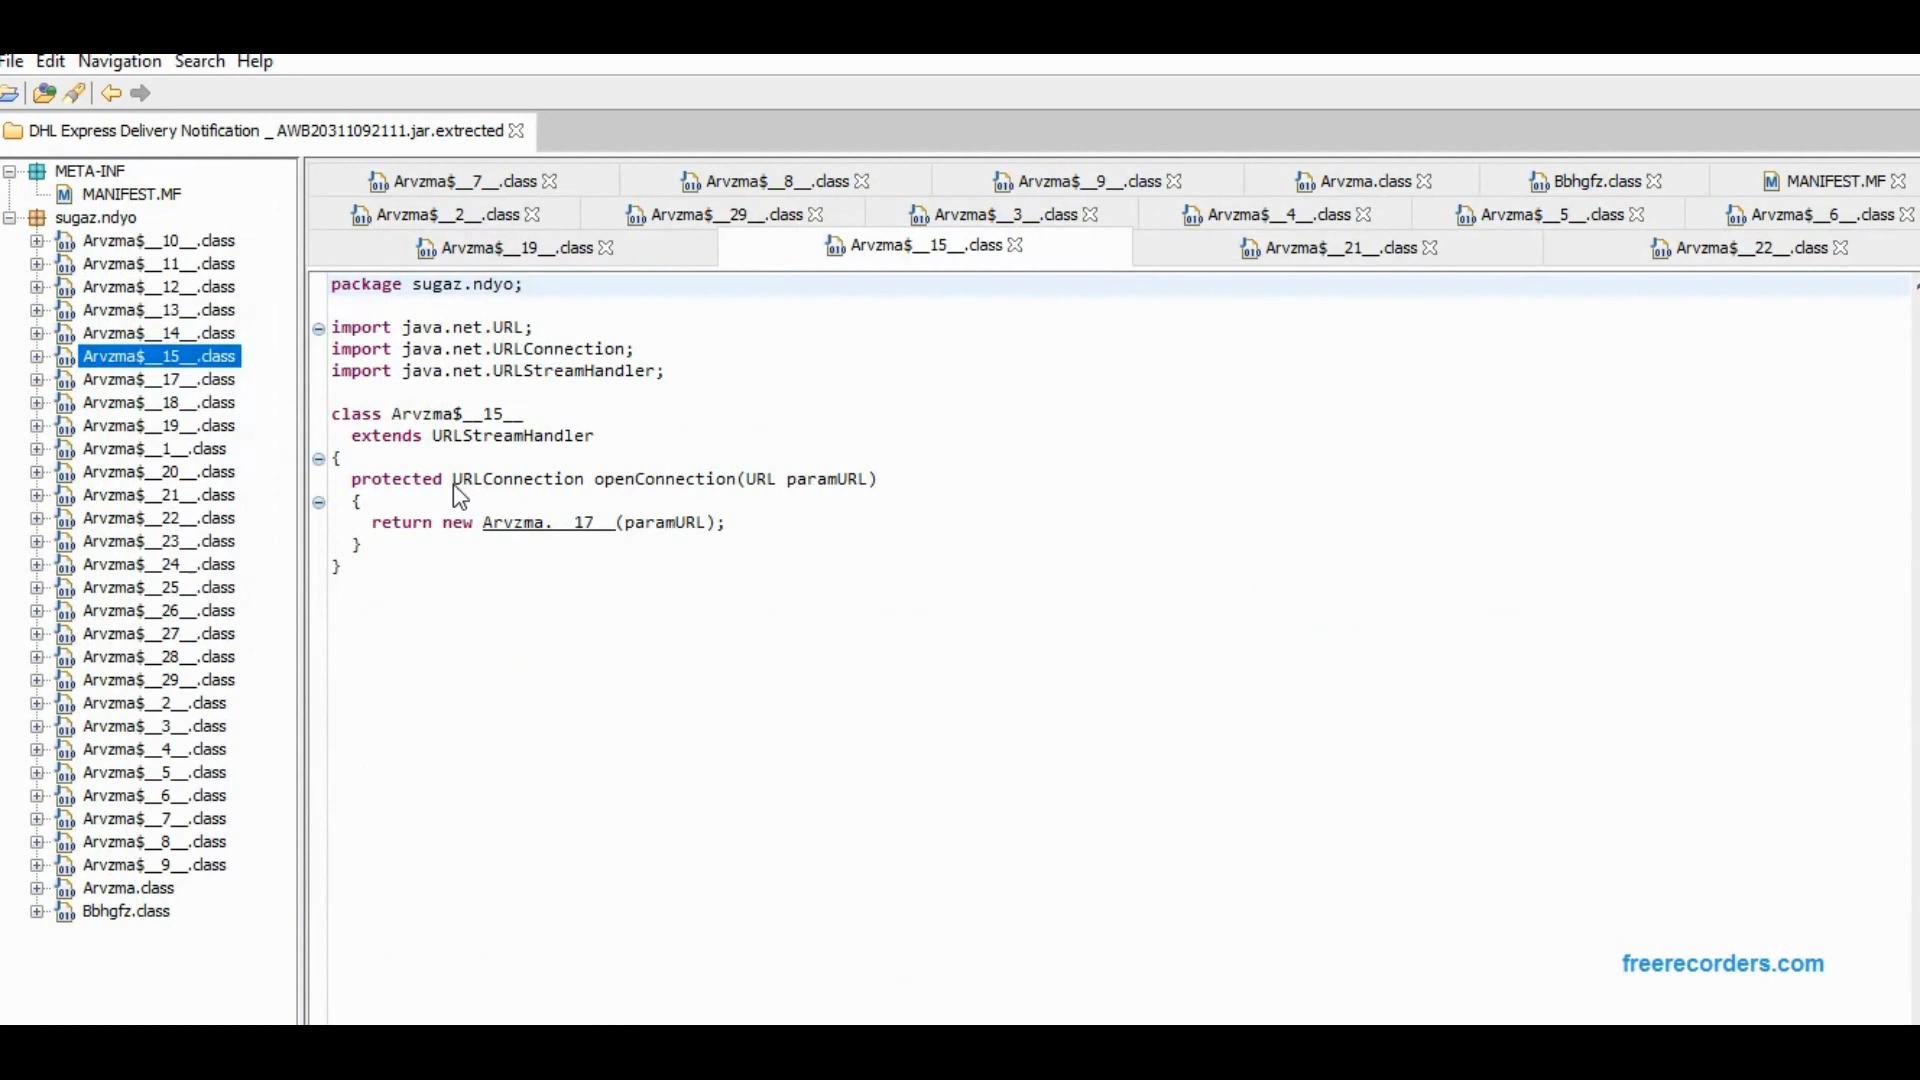 File Edit Navigation Search Help
DHL Express Delivery Notification _ AWB20311092111.jar.extrected
META-INF
MANIFEST.MF
sugaz.ndyo
Arvzma$__10__.class
Arvzma$__11__.class
Arvzma$__12__.class
Arvzma$__13__.class
Arvzma$__14__.class
Arvzma$__15__.class
Arvzma$__17__.class
Arvzma$__18__.class
Arvzma$__19__.class
Arvzma$__1__.class
Arvzma$__20__.class
Arvzma$__21__.class
Arvzma$__22__.class
Arvzma$__23__.class
Arvzma$__24__.class
Arvzma$__25__.class
Arvzma$__26__.class
Arvzma$__27__.class
Arvzma$__28__.class
Arvzma$__29__.class
Arvzma$__2__.class
Arvzma$__3__.class
Arvzma$__4__.class
Arvzma$__5__.class
Arvzma$__6__.class
Arvzma$__7__.class
Arvzma$__8__.class
Arvzma$__9__.class
Arvzma.class
Bbhgfz.class
Arvzma$__7__.class Arvzma$__8__.class Arvzma$__9__.class Arvzma.class Bbhgfz.class MANIFEST.MF
Arvzma$__2__.class Arvzma$__29__.class Arvzma$__3__.class Arvzma$__4__.class Arvzma$__5__.class Arvzma$__6__.class
Arvzma$__19__.class Arvzma$__15__.class Arvzma$__21__.class Arvzma$__22__.class
package sugaz.ndyo;
import java.net.URL;
import java.net.URLConnection;
import java.net.URLStreamHandler;
class Arvzma$__15__
extends URLStreamHandler
{
protected URLConnection openConnection(URL paramURL)
{
return new Arvzma.__17__(paramURL);
}
}
freerecorders.com